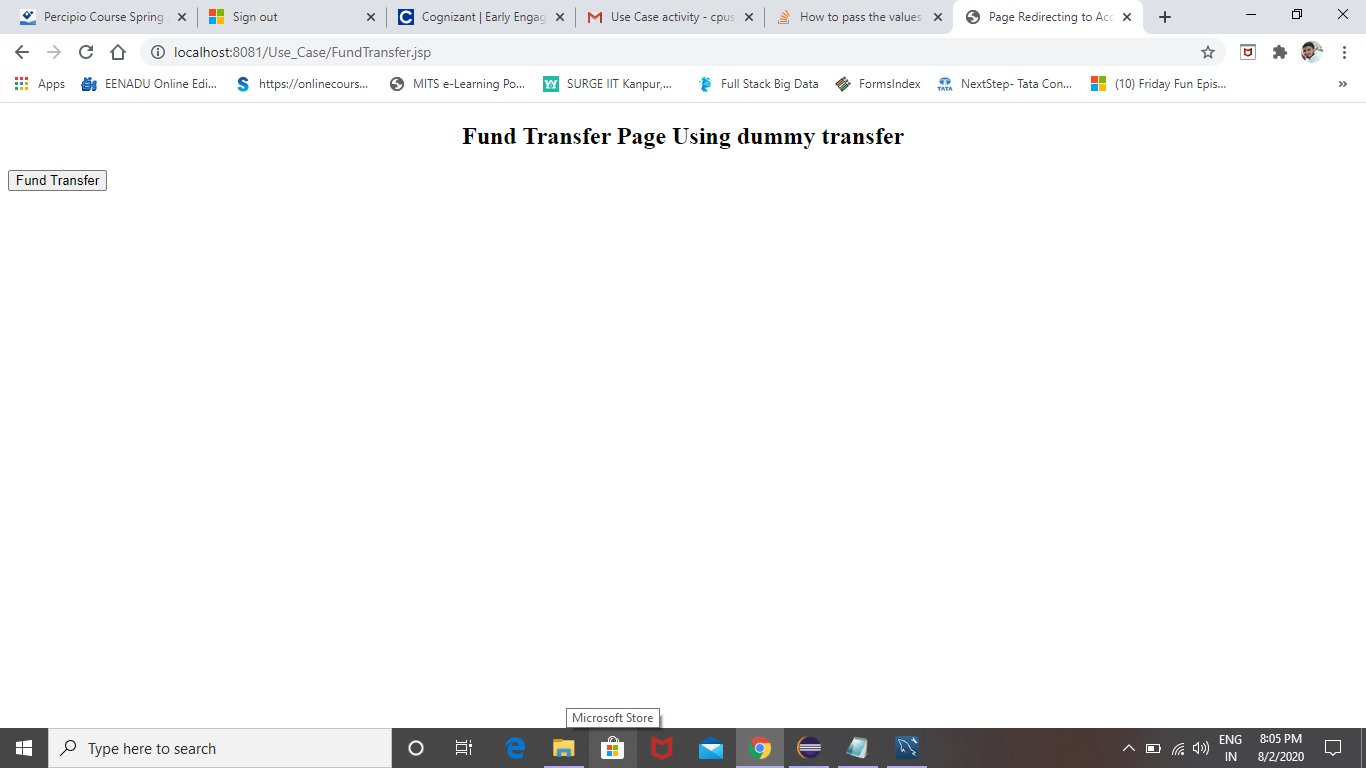 Percipio Course Spring
Sign out
Cognizant | Early Engag
Use Case activity - cpus
How to pass the values
Page Redirecting to Acc
localhost:8081/Use_Case/FundTransfer.jsp
Apps
EENADU Online Edi...
https://onlinecours...
MITS e-Learning Po...
SURGE IIT Kanpur,...
Full Stack Big Data
FormsIndex
NextStep- Tata Con...
(10) Friday Fun Epis...
»
Fund Transfer Page Using dummy transfer
Fund Transfer
Microsoft Store
Type here to search
ENG
IN
8:05 PM
8/2/2020